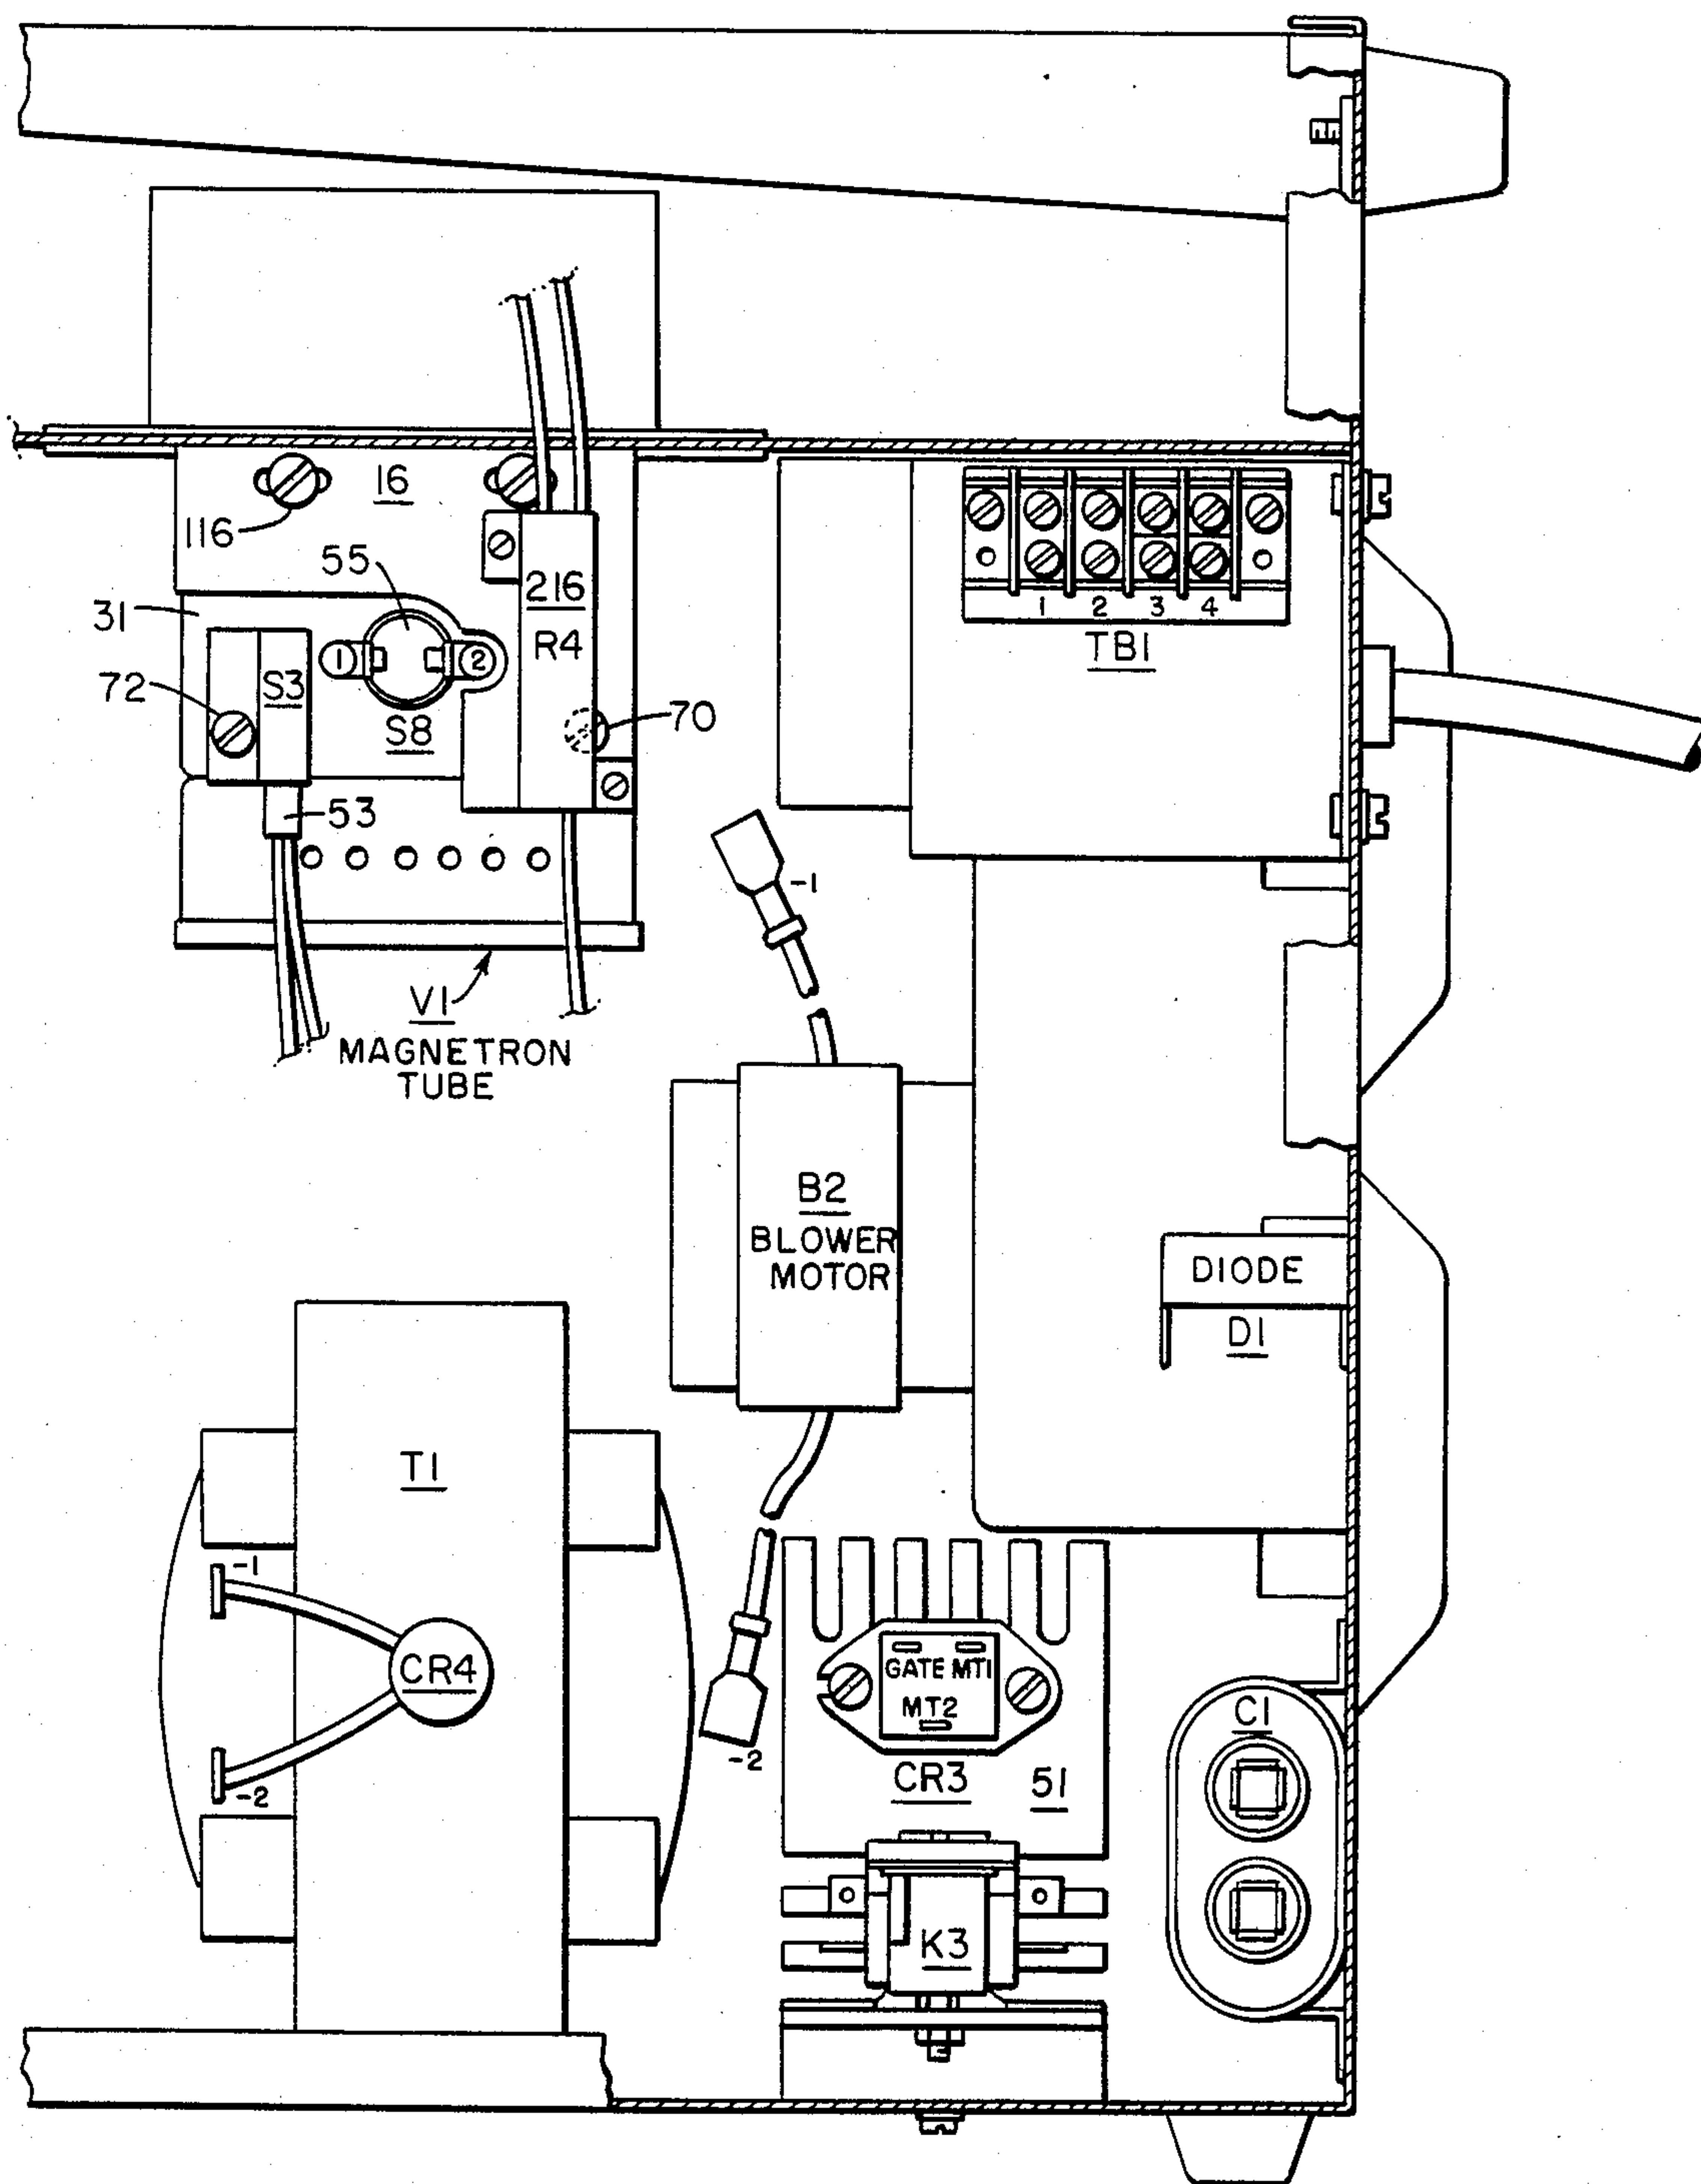 16
116
55
216
R4
31
1
2
S3
72
S8
70
53
V1
MAGNETRON
TUBE
1 2 3 4
TB1
-1
B2
BLOWER
MOTOR
DIODE
D1
T1
-1
CR4
-2
-2
GATE MT1
MT2
CR3
51
C1
K3